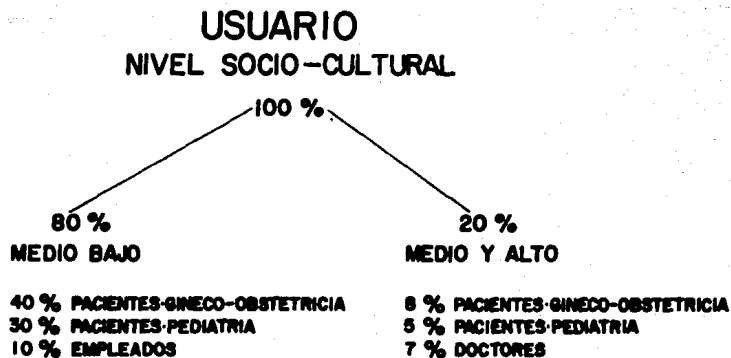 USUARIO
NIVEL SOCIO-CULTURAL
100 %
80 %
MEDIO BAJO
40 % PACIENTES-GINECO-OBSTETRICIA
30 % PACIENTES-PEDIATRIA
10 % EMPLEADOS
20 %
MEDIO Y ALTO
8 % PACIENTES-GINECO-OBSTETRICIA
5 % PACIENTES-PEDIATRIA
7 % DOCTORES